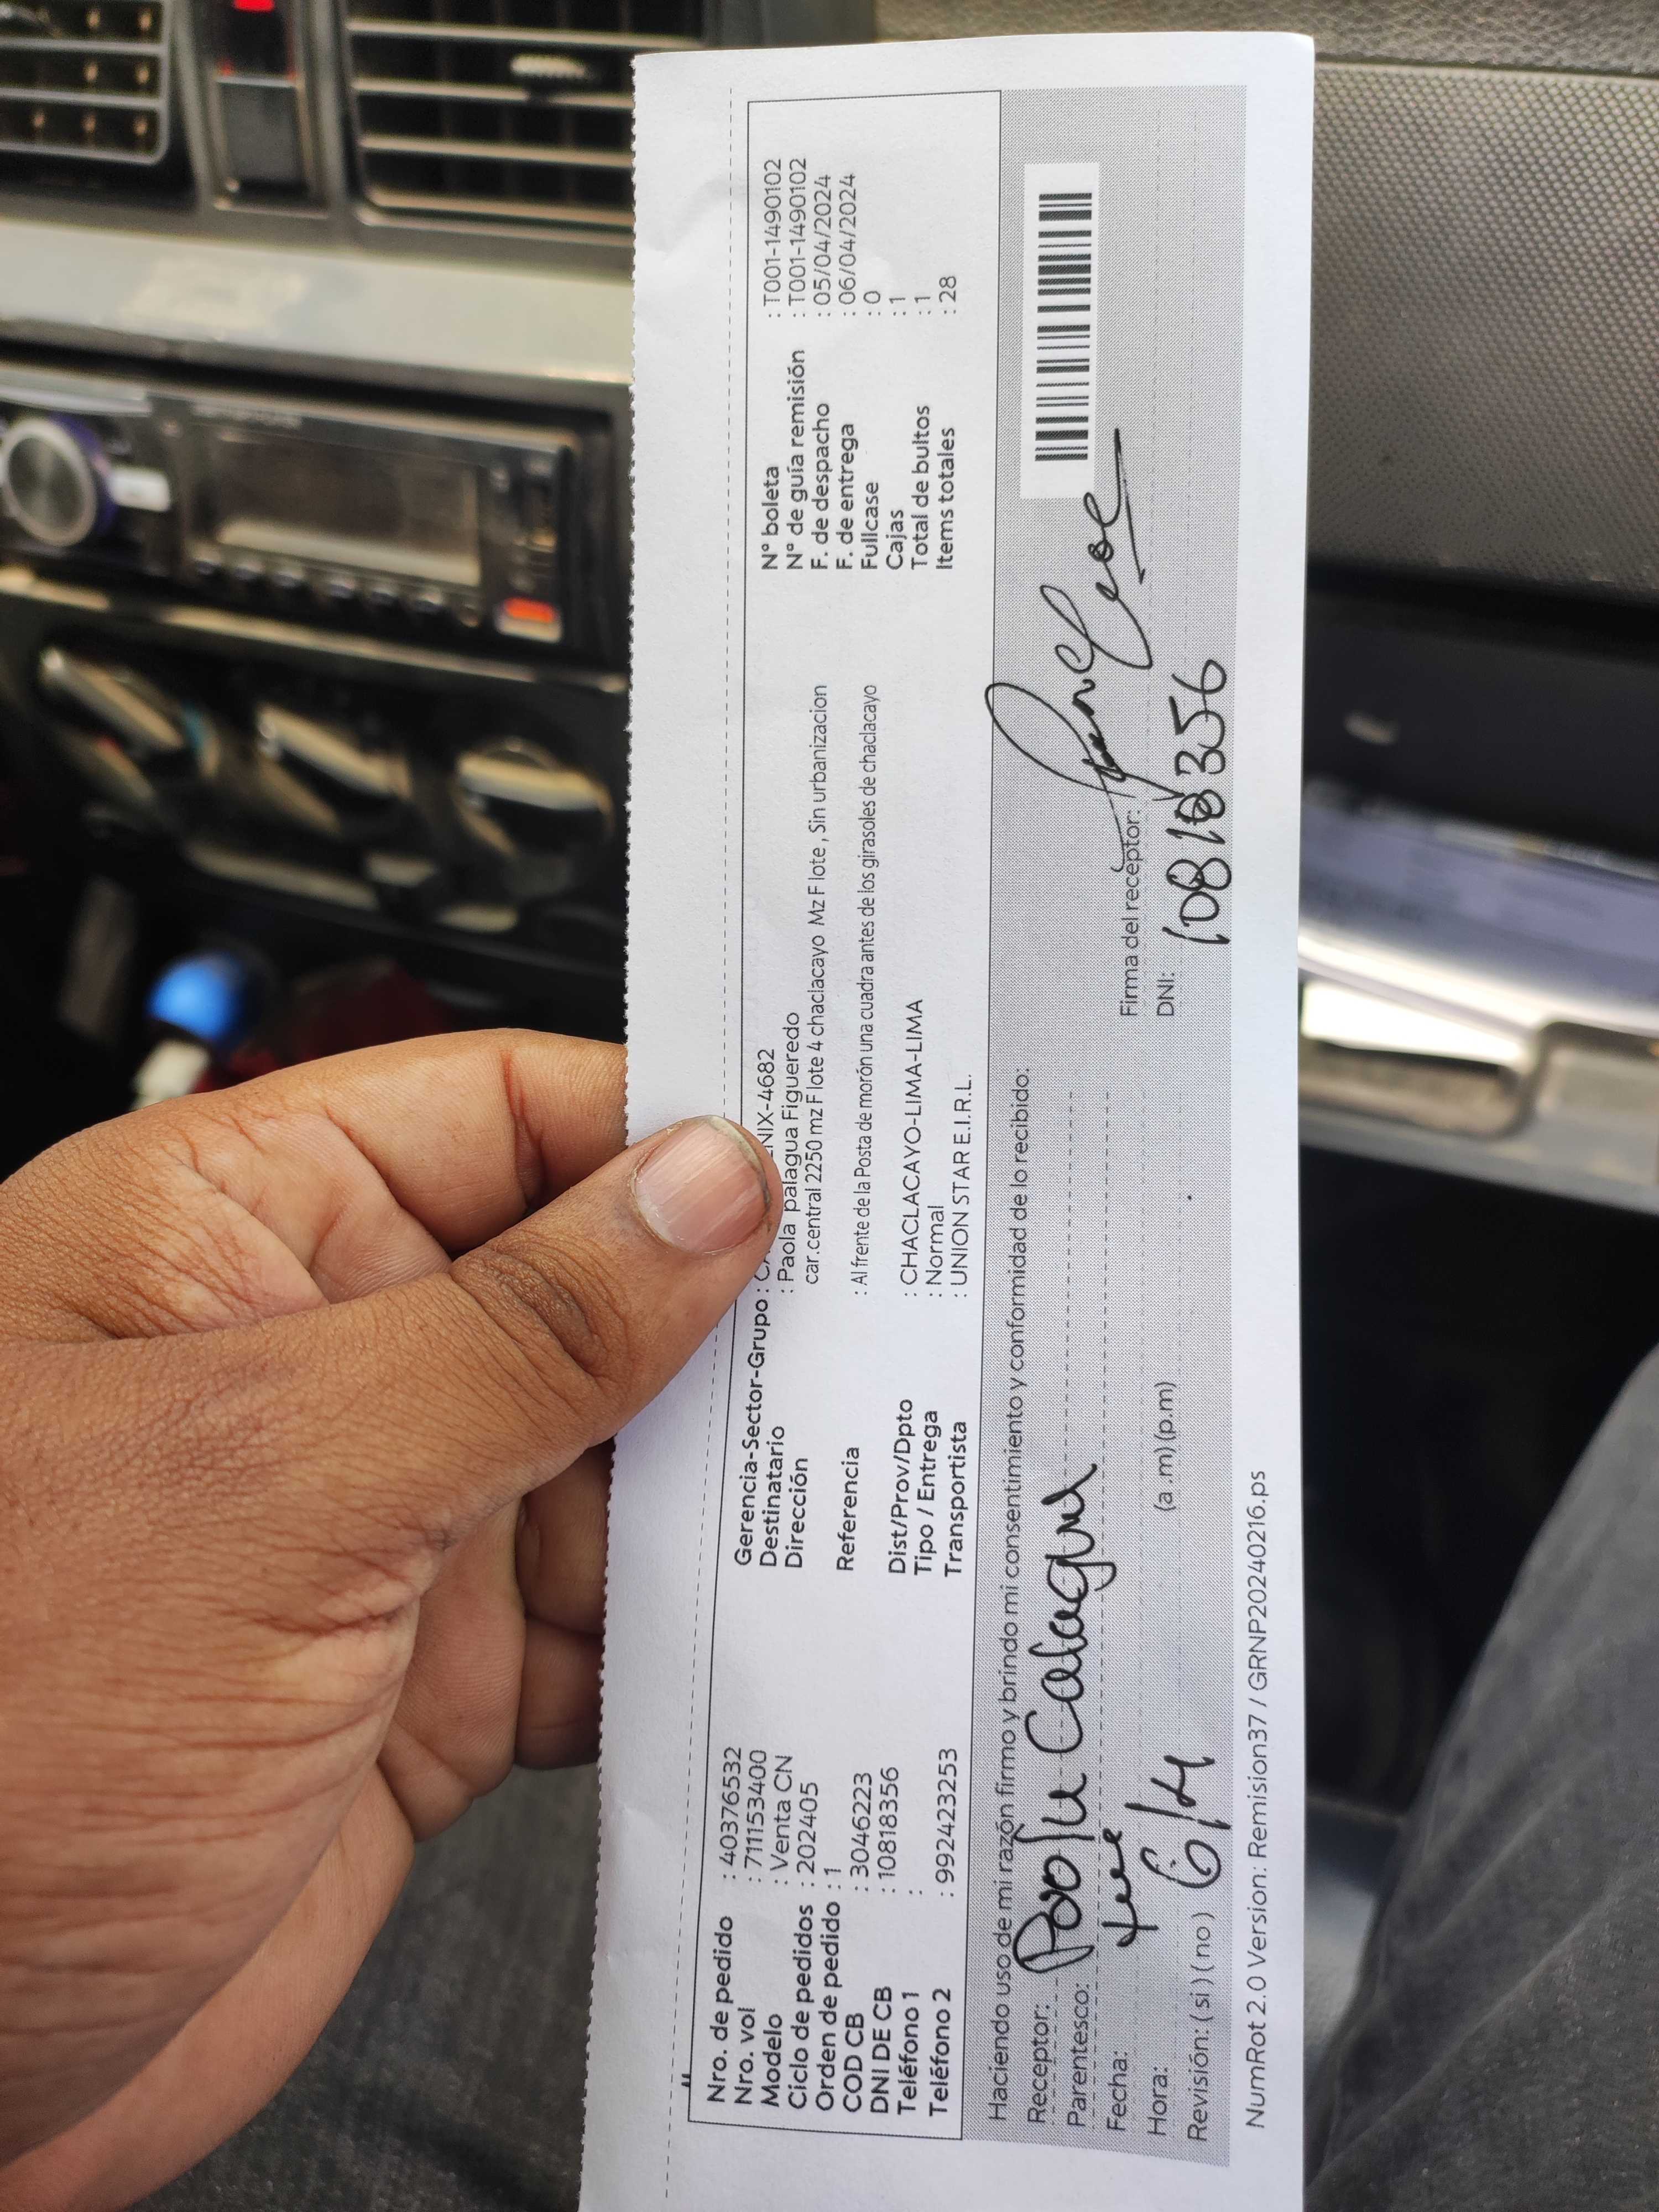 Nro. de pedido : 40376532
Nro. vol : 711153400
Modelo : Venta CN
Ciclo de pedidos : 202405
Orden de pedido : 1
COD CB : 3046223
DNI DE CB : 10818356
Teléfono 1 :
Teléfono 2 : 992423253
Gerencia-Sector-Grupo : NIX-4682
Destinatario : Paola palagua Figueredo
Dirección car.central 2250 mz F lote 4 chaclacayo Mz F lote , Sin urbanizacion
Referencia : Al frente de la Posta de morón una cuadra antes de los girasoles de chaclacayo
Dist/Prov/Dpto : CHACLACAYO-LIMA-LIMA
Tipo / Entrega : Normal
Transportista : UNION STAR E.I.R.L.
N° boleta : T001-1490102
N° de guía remisión : T001-1490102
F. de despacho : 05/04/2024
F. de entrega : 06/04/2024
Fullcase : 0
Cajas : 1
Total de bultos : 1
Items totales : 28
Haciendo uso de mi razón firmo y brindo mi consentimiento y conformidad de lo recibido:
Receptor:
Parentesco:
Fecha:
Hora: 6/4 (a .m) (p.m)
Revisión: ( si ) ( no )
Firma del receptor:
DNI: 10818356
NumRot 2.0 Version: Remision37 / GRNP20240216.ps